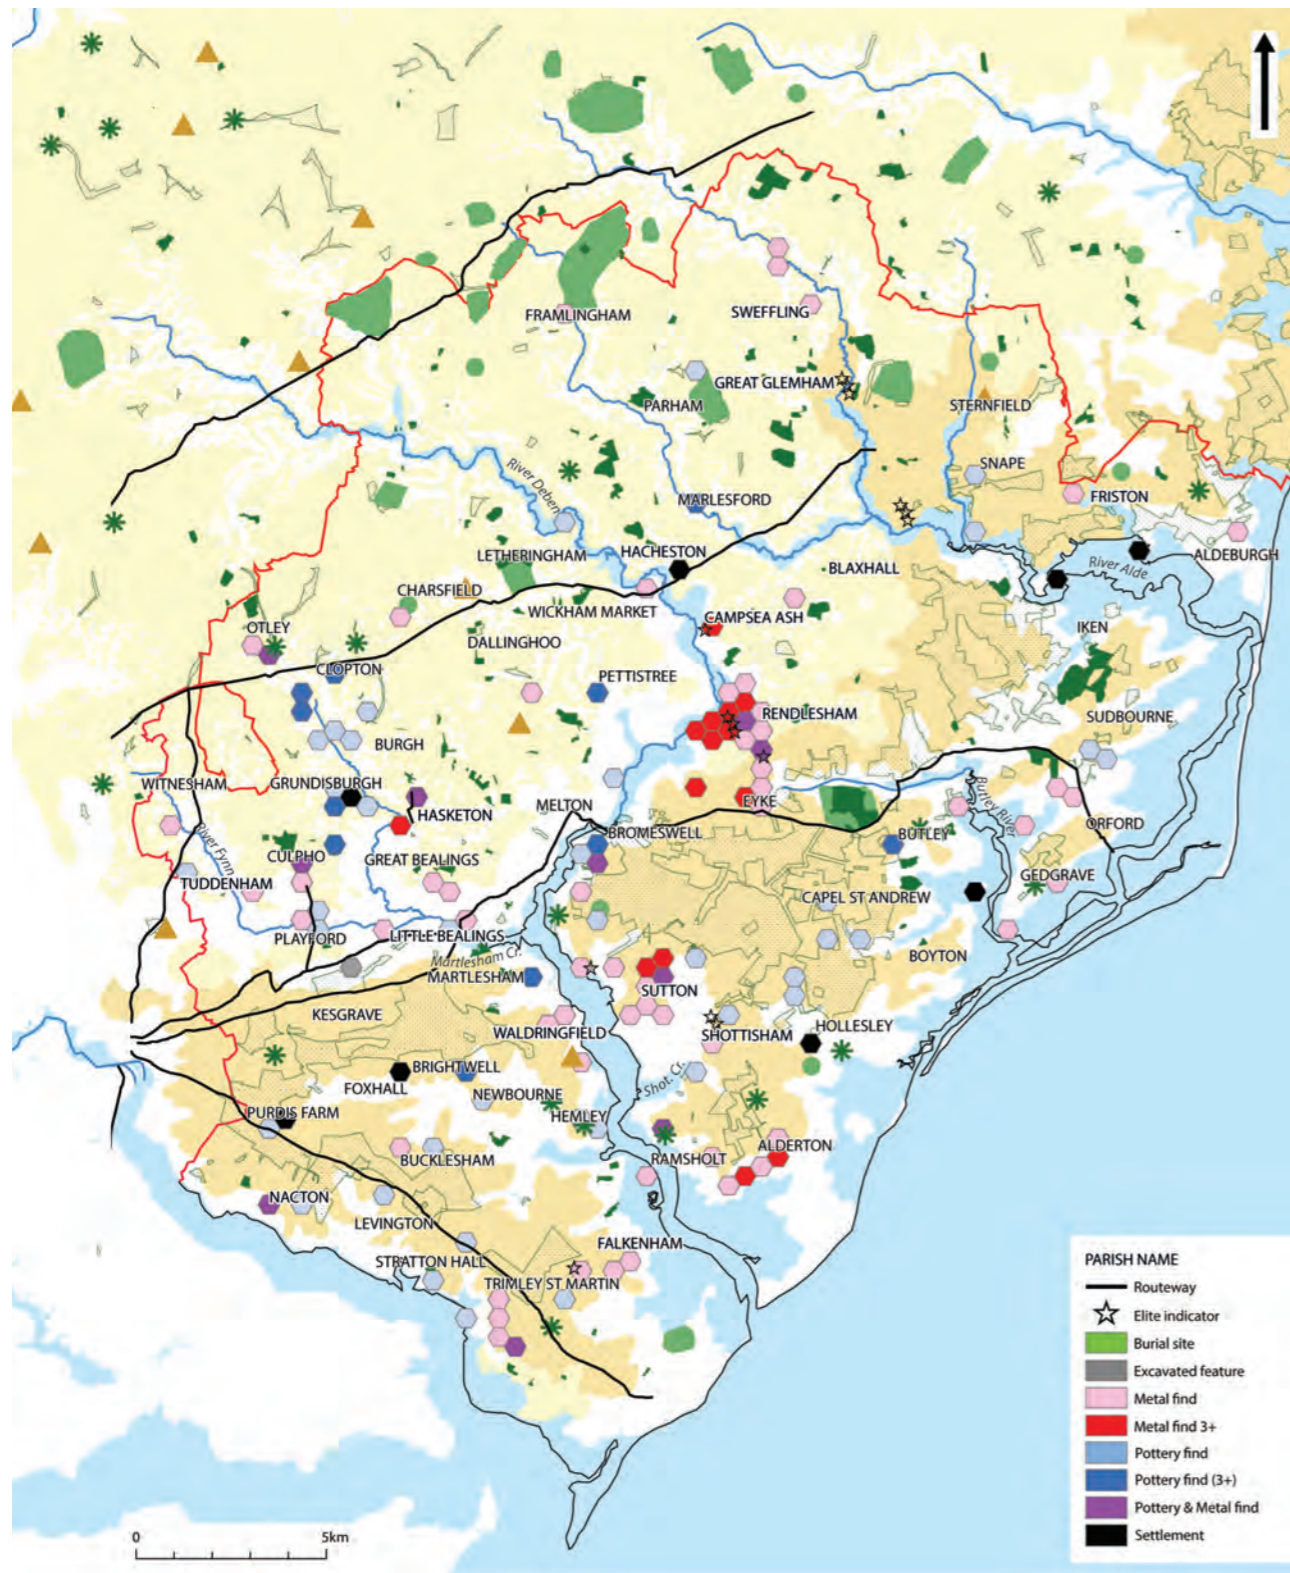 FRAMLINGHAM
SWEFFLING
GREAT GLEMHAM
PARHAM
STERNFIELD
SNAPE
River Deben
MARLESFORD
FRISTON
LETHERINGHAM
HACHESTON
ALDEBURGH
BLAXHALL
River Alde
CHARSFIELD
WICKHAM MARKET
CAMPSEA ASH
OTLEY
IKEN
DALLINGHOO
CLOPTON
PETTISTREE
RENDLESHAM
SUDBOURNE
BURGH
WITNESHAM
GRUNDISBURGH
HASKETON
MELTON
EYKE
Butley River
BROMESWELL
BUTLEY
ORFORD
River Fynn
CULPHO
GREAT BEALINGS
TUDDENHAM
GEDGRAVE
CAPEL ST ANDREW
PLAYFORD
LITTLE BEALINGS
BOYTON
Martlesham Cr.
MARTLESHAM
SUTTON
KESGRAVE
WALDRINGFIELD
SHOTTISHAM
HOLLESLEY
BRIGHTWELL
FOXHALL
Shot. Cr.
NEWBOURNE
PURDIS FARM
HEMLEY
ALDERTON
BUCKLESHAM
RAMSHOLT
NACTON
LEVINGTON
FALKENHAM
STRATTON HALL
TRIMLEY ST MARTIN
PARISH NAME
Routeway
Elite indicator
Burial site
Excavated feature
Metal find
Metal find 3+
Pottery find
Pottery find (3+)
Pottery & Metal find
Settlement
0 5km